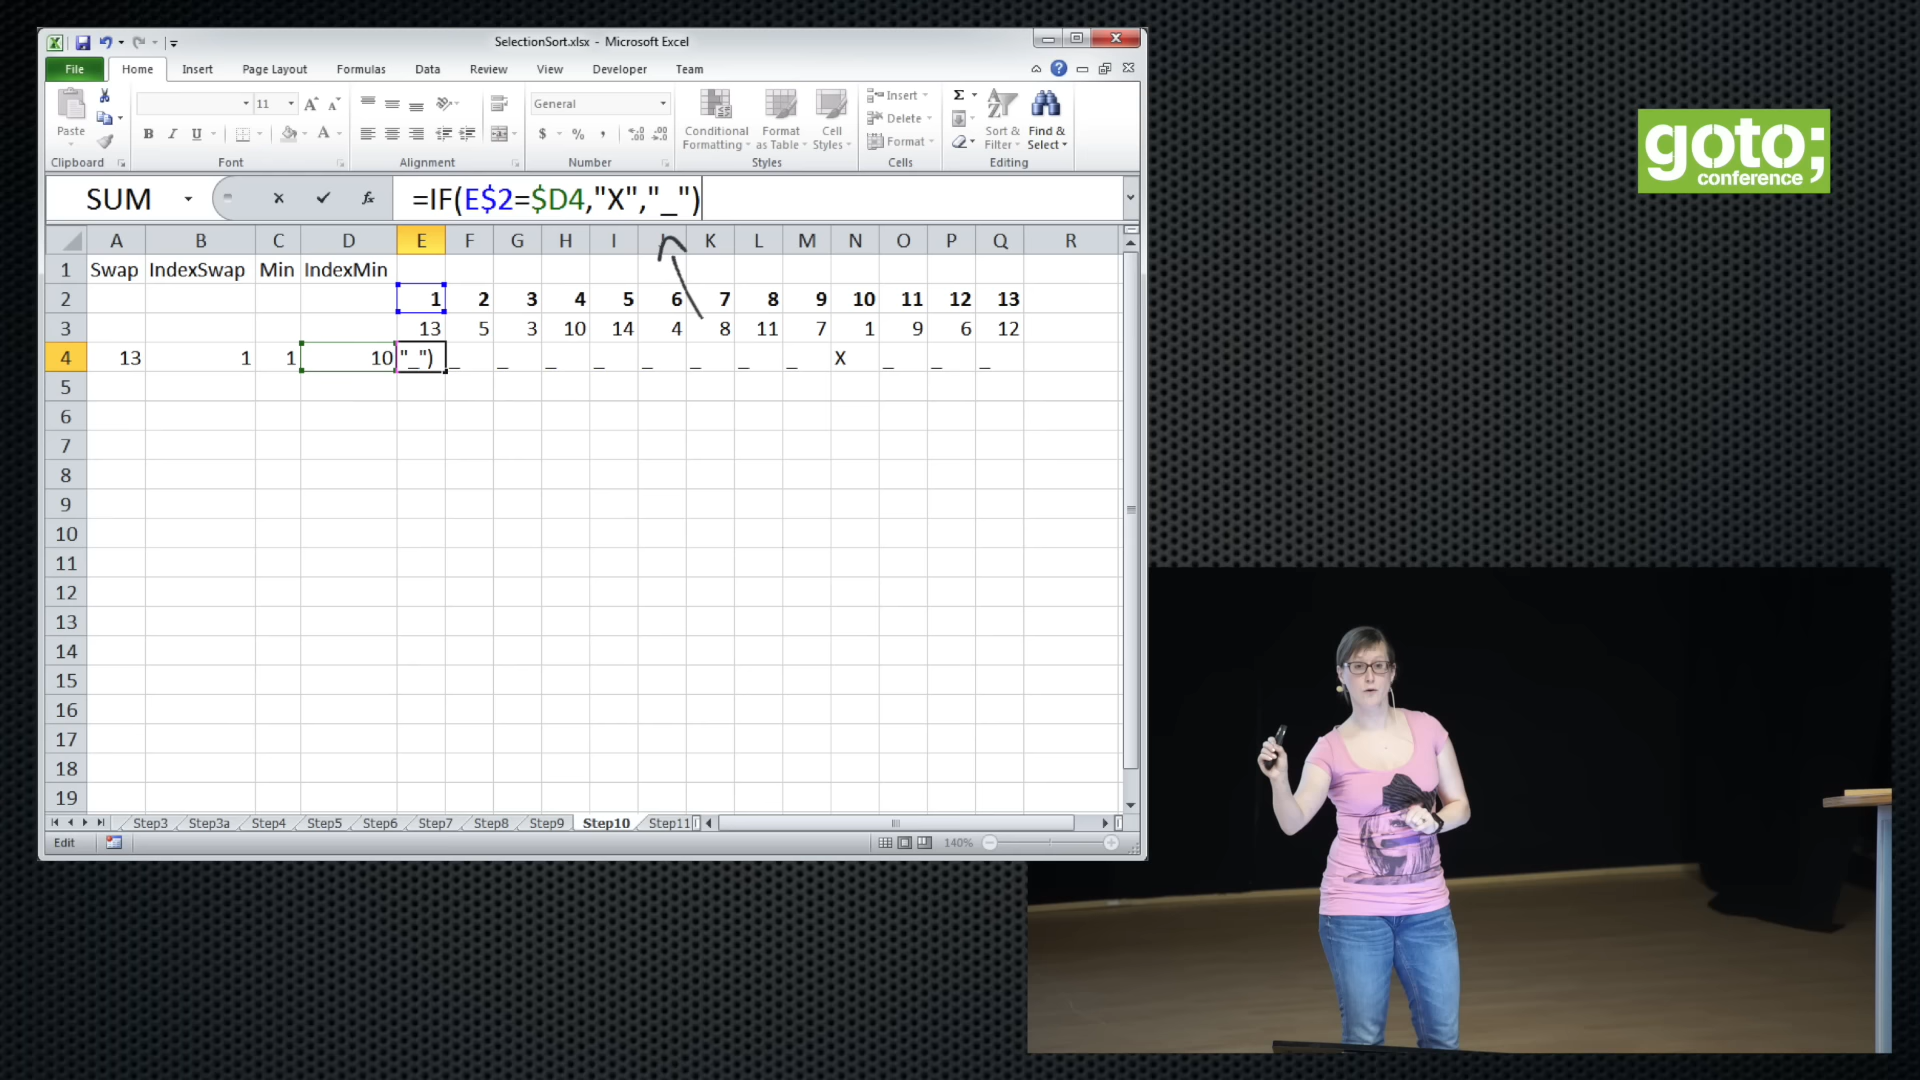 SelectionSort.xlsx - Microsoft Excel
File Home Insert Page Layout Formulas Data Review View Developer Team
Paste
11
General
Conditional Formatting
Format as Table
Cell Styles
Insert
Delete
Format
Sort & Filter
Find & Select
Clipboard Font Alignment Number Styles Cells Editing
SUM =IF(E$2=$D4,"X","_")
A B C D E F G H I K L M N O P Q R
1 Swap IndexSwap Min IndexMin
2 1 2 3 4 5 6 7 8 9 10 11 12 13
3 13 5 3 10 14 4 8 11 7 1 9 6 12
4 13 1 1 10 "_") _ _ _ _ _ _ _ _ X _ _ _
5
6
7
8
9
10
11
12
13
14
15
16
17
18
19
Step3 Step3a Step4 Step5 Step6 Step7 Step8 Step9 Step10 Step11
Edit 140%
goto;
conference